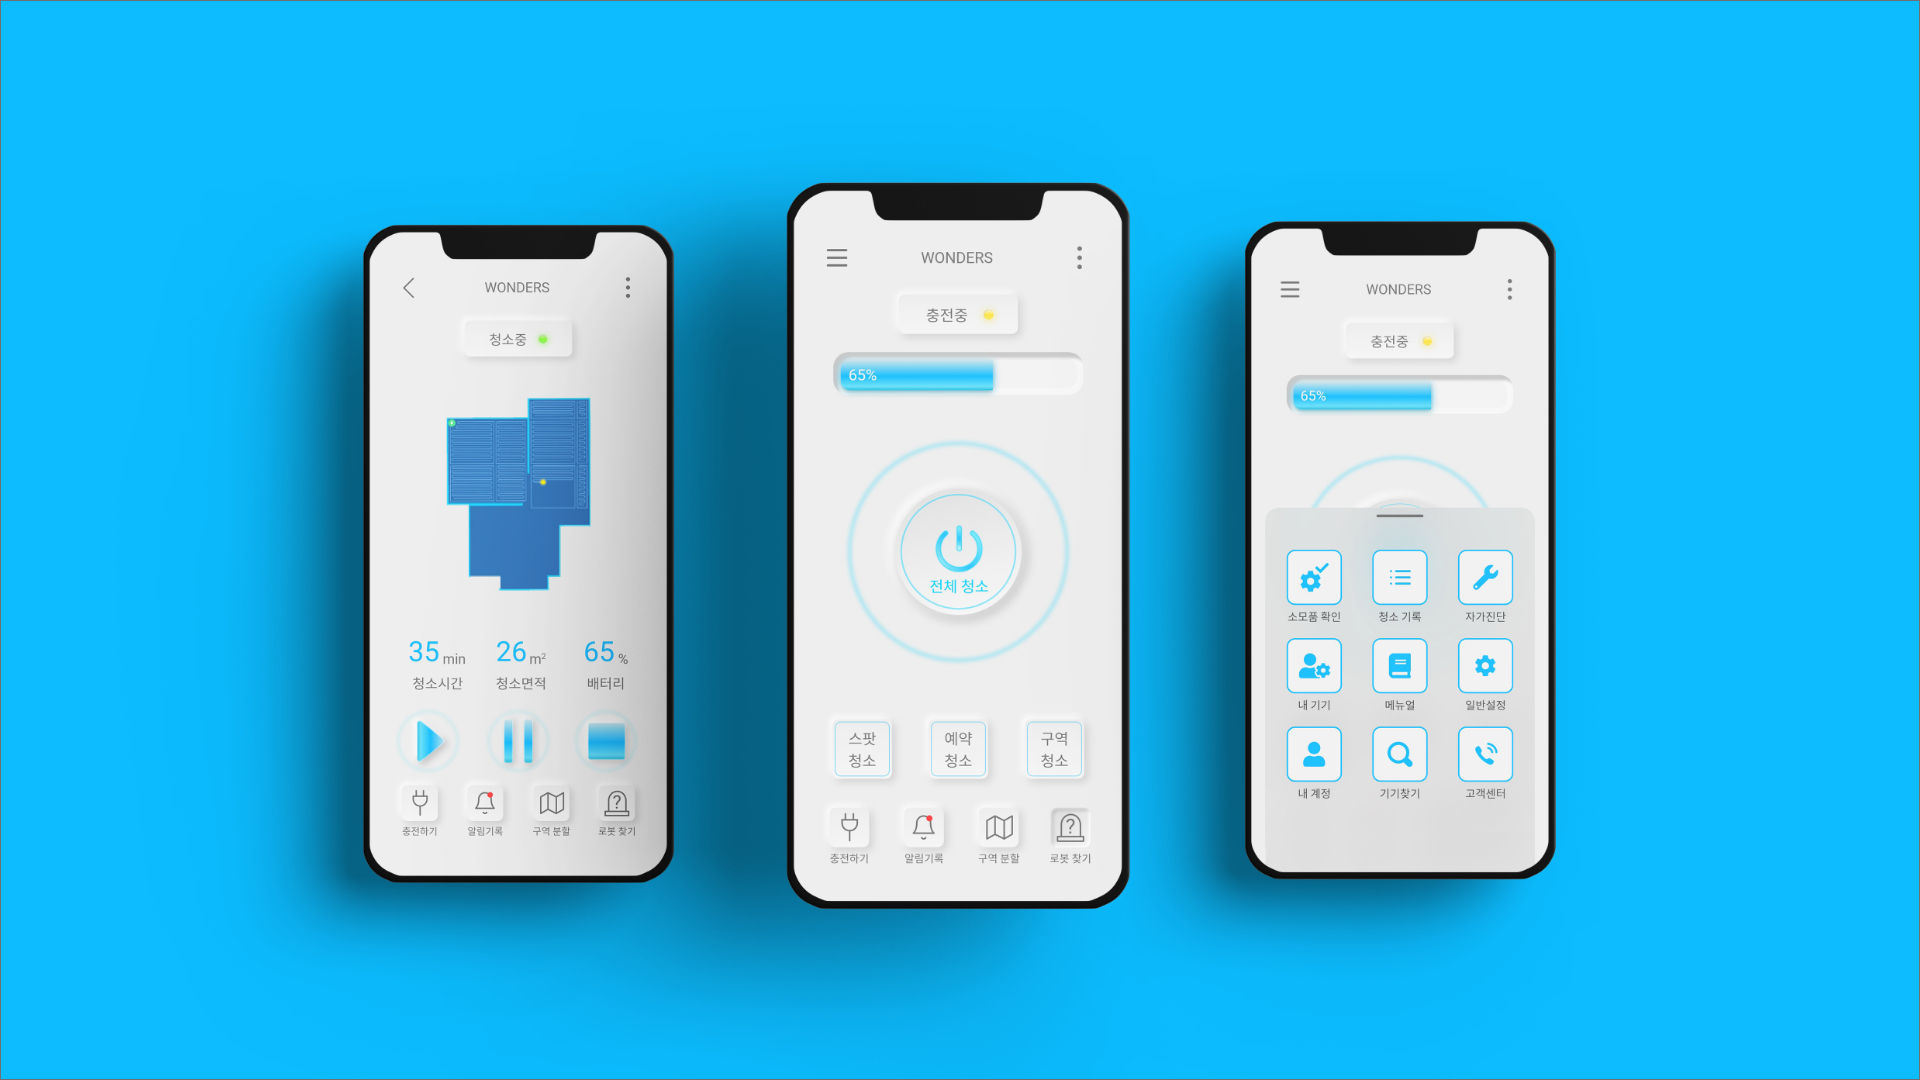 WONDERS
청소중
35 min
26 m²
65 %
청소시간
청소면적
배터리
충전하기
알림기록
구역 분할
로봇 찾기
WONDERS
충전중
65%
전체 청소
스팟
청소
예약
청소
구역
청소
충전하기
알림기록
구역 분할
로봇 찾기
WONDERS
충전중
65%
소모품 확인
청소 기록
자가진단
내 기기
메뉴얼
일반설정
내 계정
기기찾기
고객센터